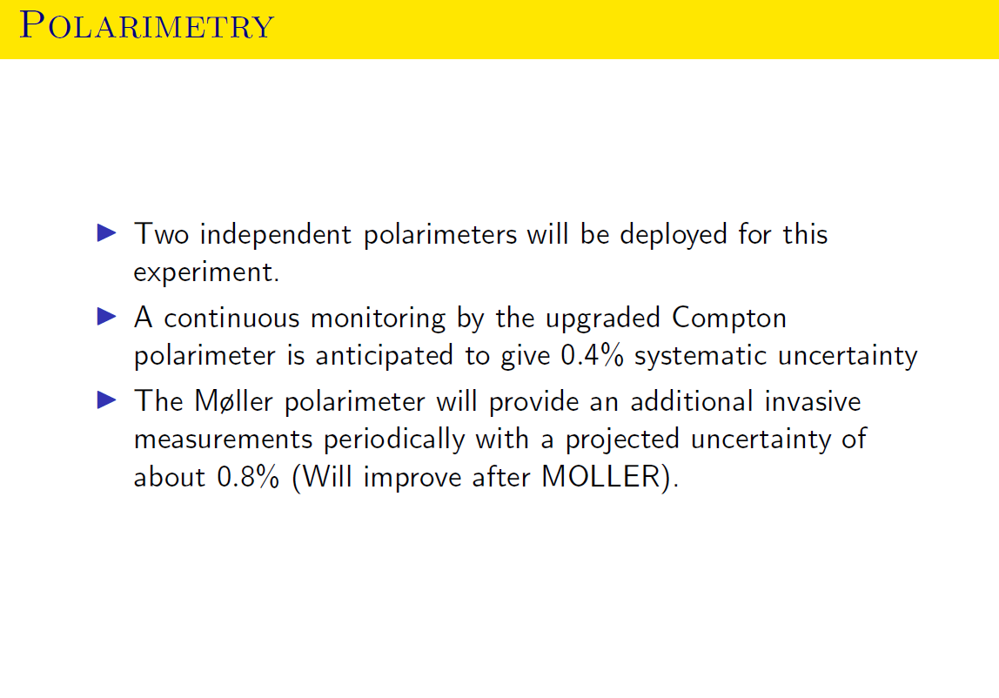 Polarimetry
Two independent polarimeters will be deployed for this
experiment.
A continuous monitoring by the upgraded Compton
polarimeter is anticipated to give 0.4% systematic uncertainty
The Møller polarimeter will provide an additional invasive
measurements periodically with a projected uncertainty of
about 0.8% (Will improve after MOLLER).